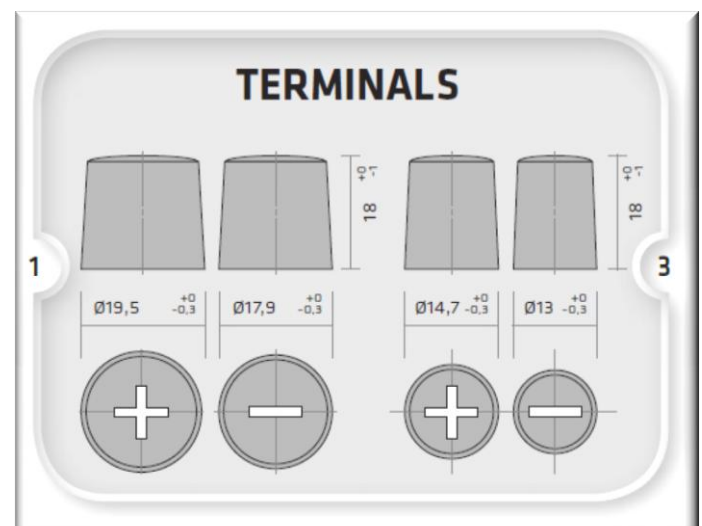 TERMINALS
18 +0 -1
18 +0 -1
1
3
Ø19,5 +0 -0,3
Ø17,9 +0 -0,3
Ø14,7 +0 -0,3
Ø13 +0 -0,3